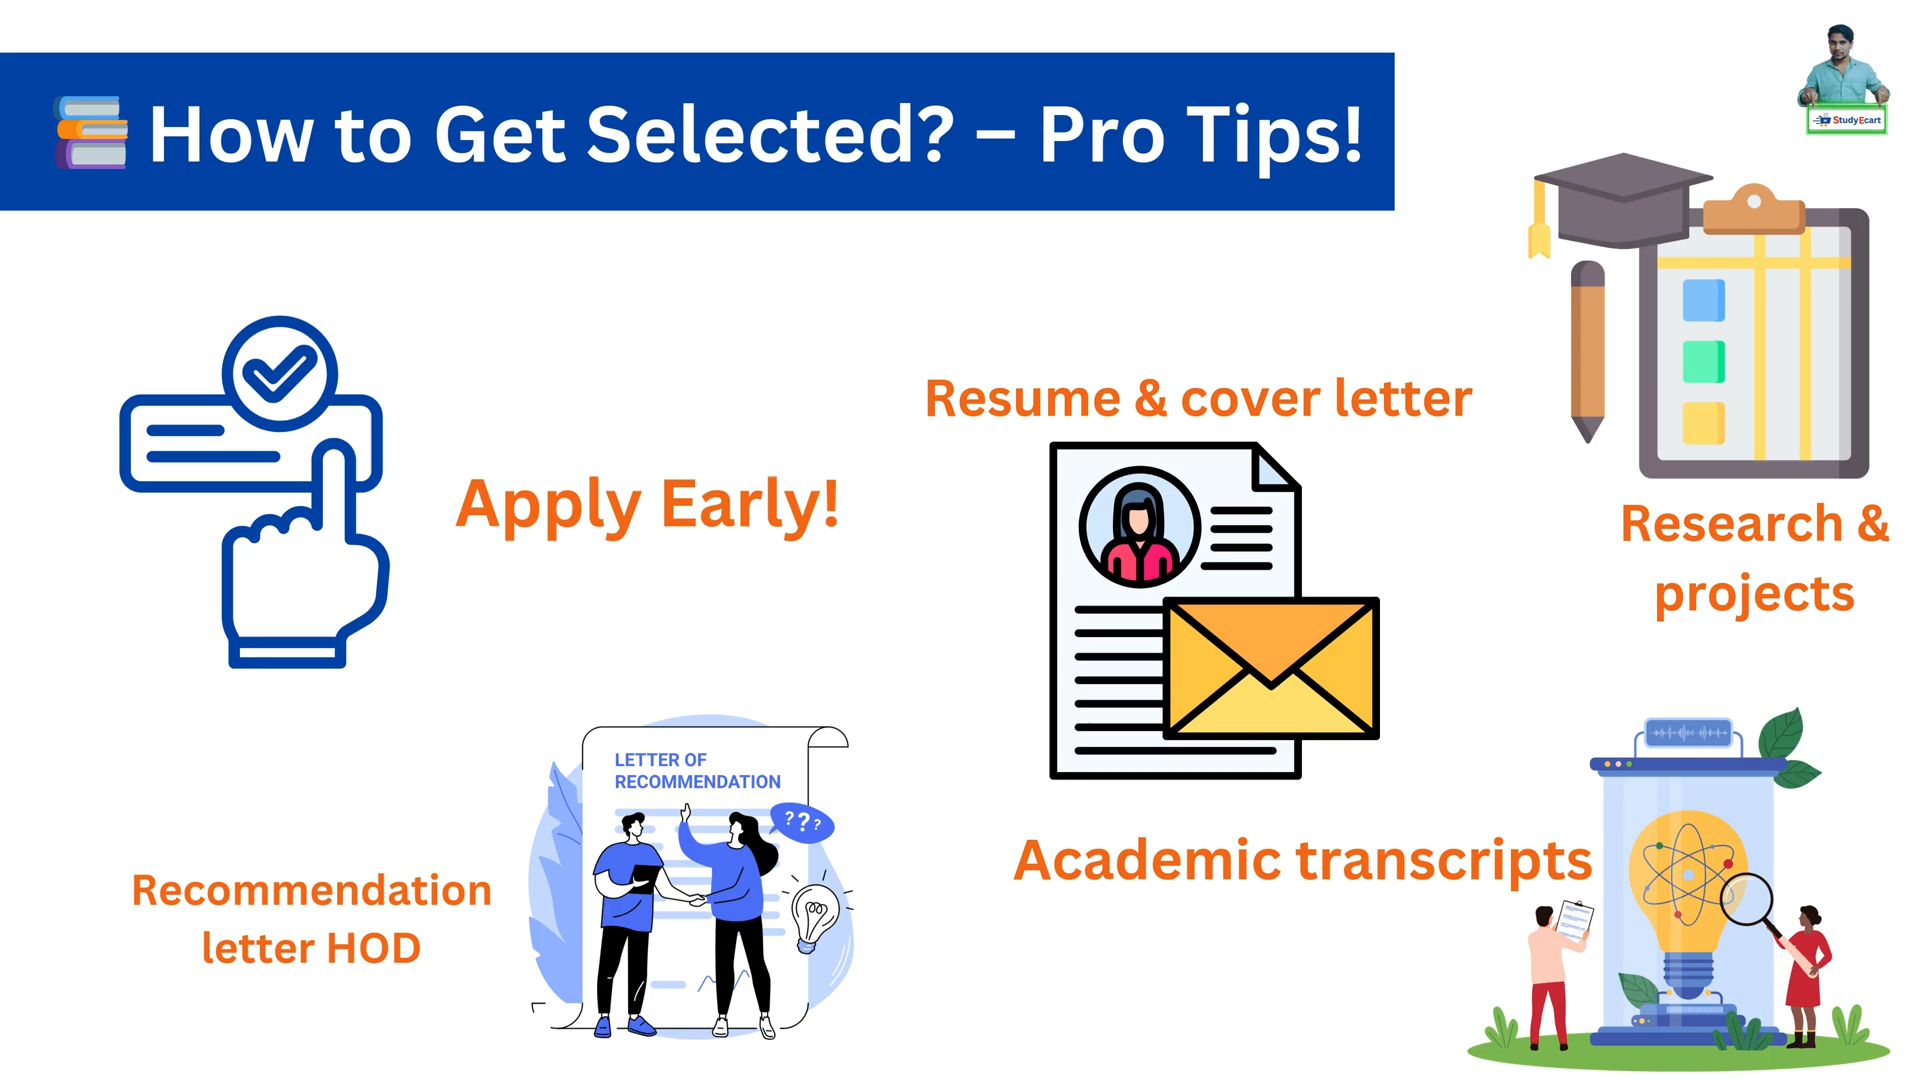 How to Get Selected? – Pro Tips!
StudyEcart
Apply Early!
Resume & cover letter
Research &
projects
LETTER OF
RECOMMENDATION
???
Recommendation
letter HOD
Academic transcripts